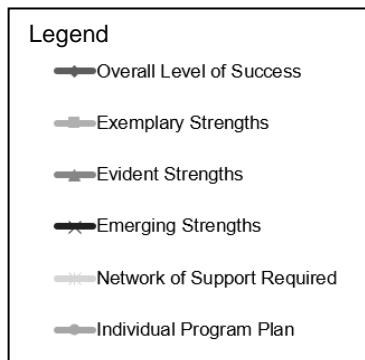 Legend
Overall Level of Success
Exemplary Strengths
Evident Strengths
Emerging Strengths
Network of Support Required
Individual Program Plan